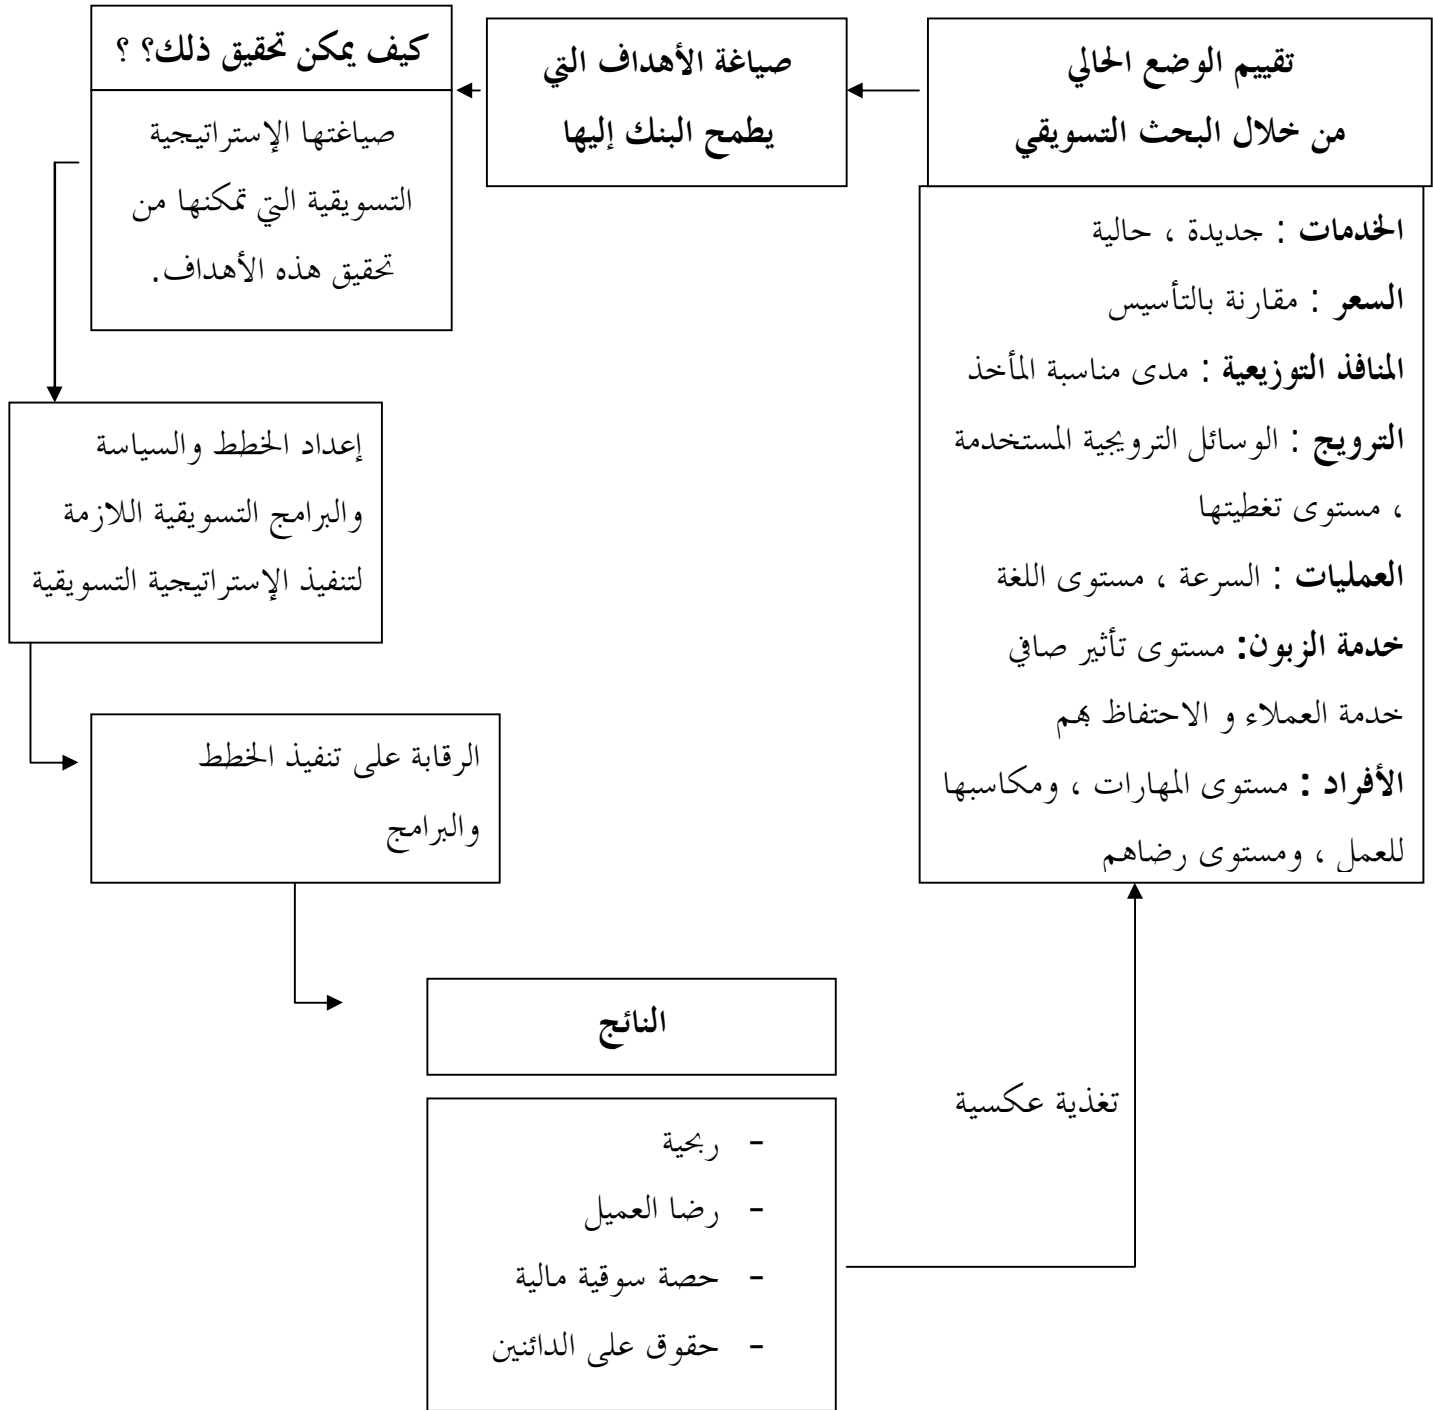 تقييم الوضع الحالي
من خلال البحث التسويقي
الخدمات : جديدة ، حالية
السعر : مقارنة بالتأسيس
المنافذ التوزيعية : مدى مناسبة المأخذ
الترويج : الوسائل الترويجية المستخدمة
، مستوى تغطيتها
العمليات : السرعة ، مستوى اللغة
خدمة الزبون: مستوى تأثير صافي
خدمة العملاء و الاحتفاظ بهم
الأفراد : مستوى المهارات ، ومكاسبها
للعمل ، ومستوى رضاهم
صياغة الأهداف التي
يطمح البنك إليها
كيف يمكن تحقيق ذلك؟ ؟
صياغتها الإستراتيجية
التسويقية التي تمكنها من
تحقيق هذه الأهداف.
إعداد الخطط والسياسة
والبرامج التسويقية اللازمة
لتنفيذ الإستراتيجية التسويقية
الرقابة على تنفيذ الخطط
والبرامج
النائج
- ربحية
- رضا العميل
- حصة سوقية مالية
- حقوق على الدائنين
تغذية عكسية